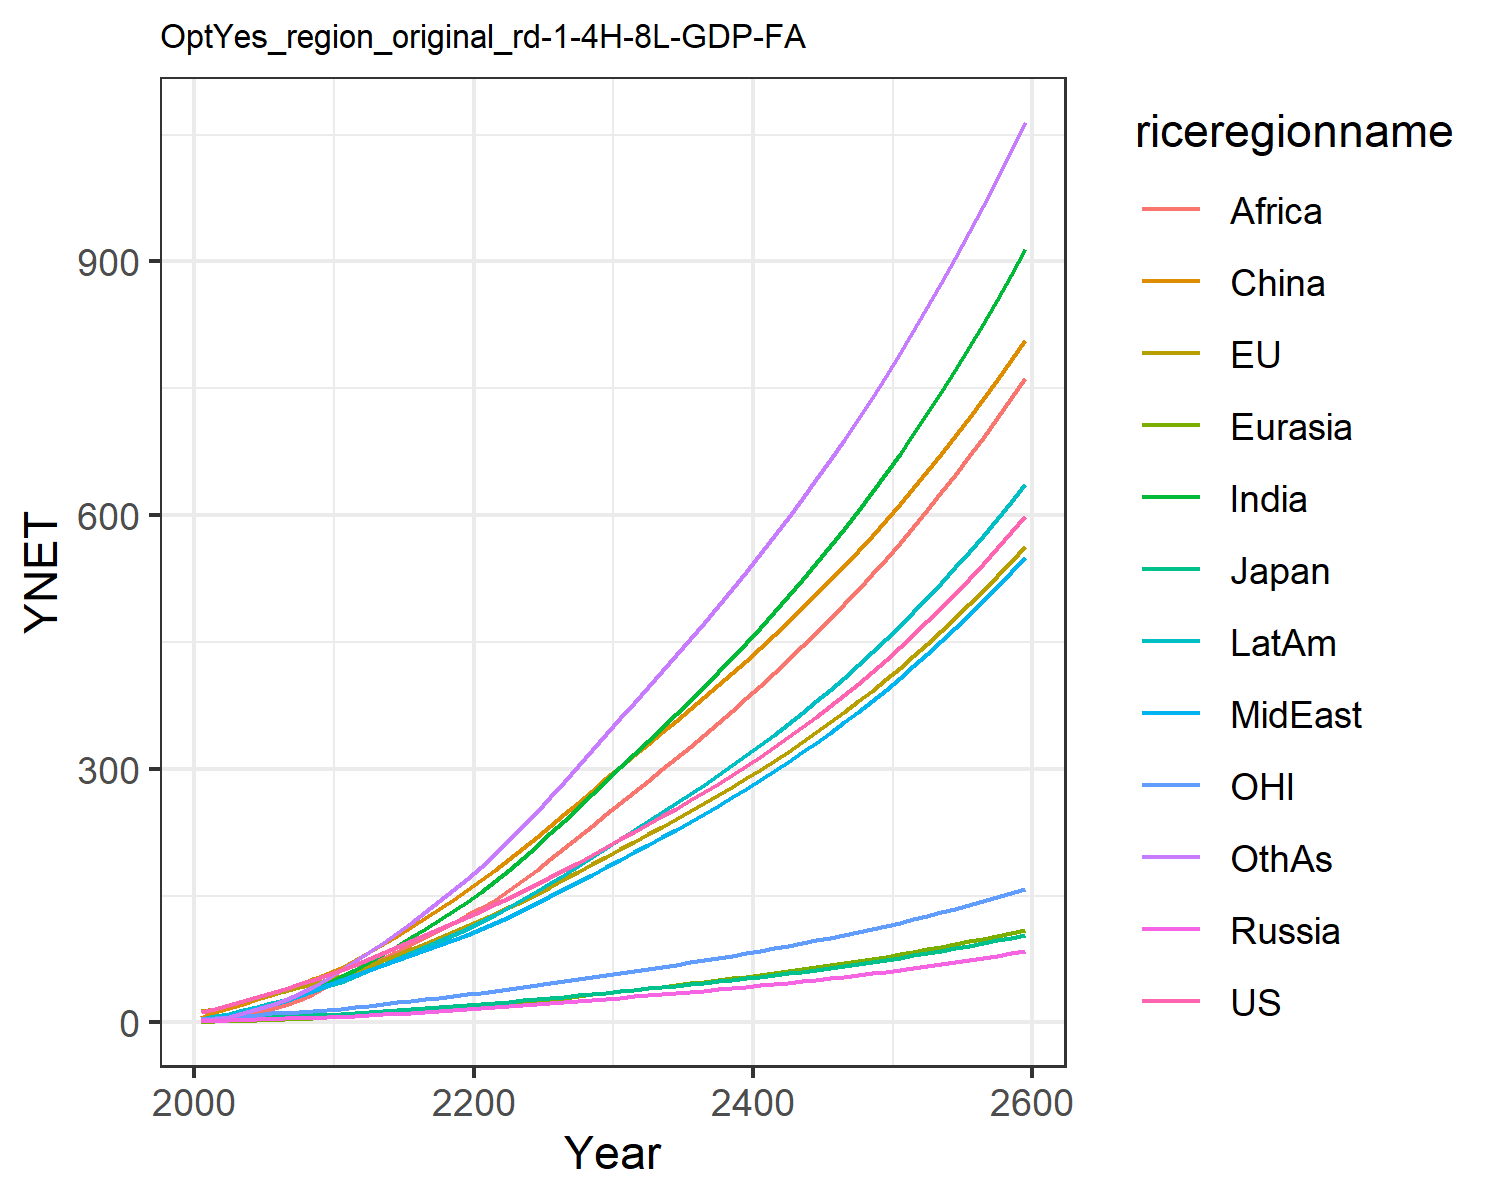 OptYes_region_original_rd-1-4H-8L-GDP-FA
YNET
900
600
300
0
2000 2200 2400 2600
Year
riceregionname
Africa
China
EU
Eurasia
India
Japan
LatAm
MidEast
OHI
OthAs
Russia
US